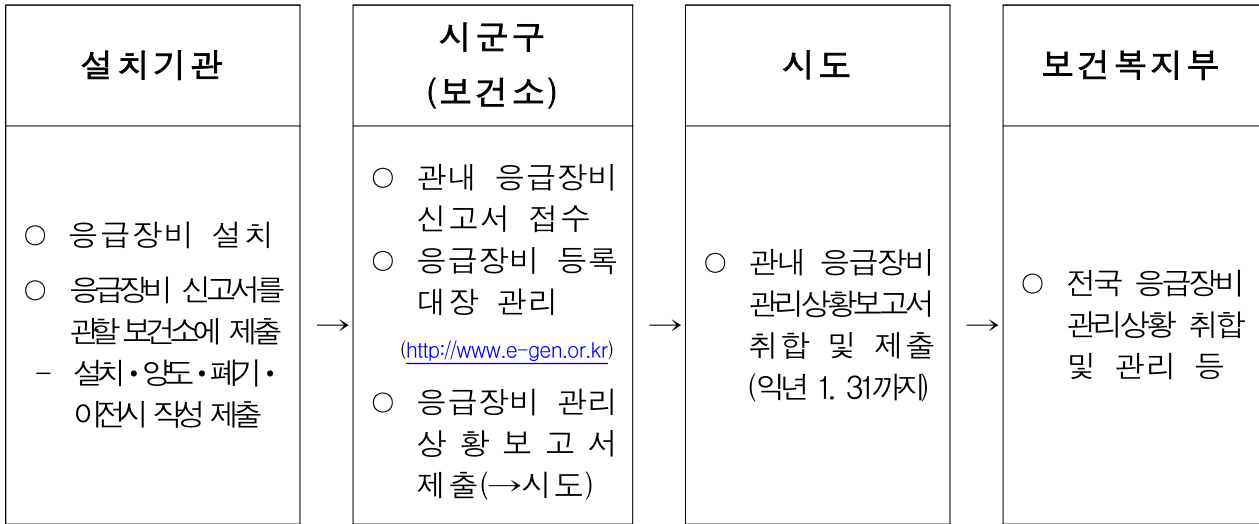 설치기관
○ 응급장비 설치
○ 응급장비 신고서를
관할 보건소에 제출
- 설치·양도·폐기·
이전시 작성 제출
→
시군구
(보건소)
○ 관내 응급장비
신고서 접수
○ 응급장비 등록
대장 관리
(http://www.e-gen.or.kr)
○ 응급장비 관리
상 황 보 고 서
제출(→시도)
→
시도
○ 관내 응급장비
관리상황보고서
취합 및 제출
(익년 1. 31까지)
→
보건복지부
○ 전국 응급장비
관리상황 취합
및 관리 등